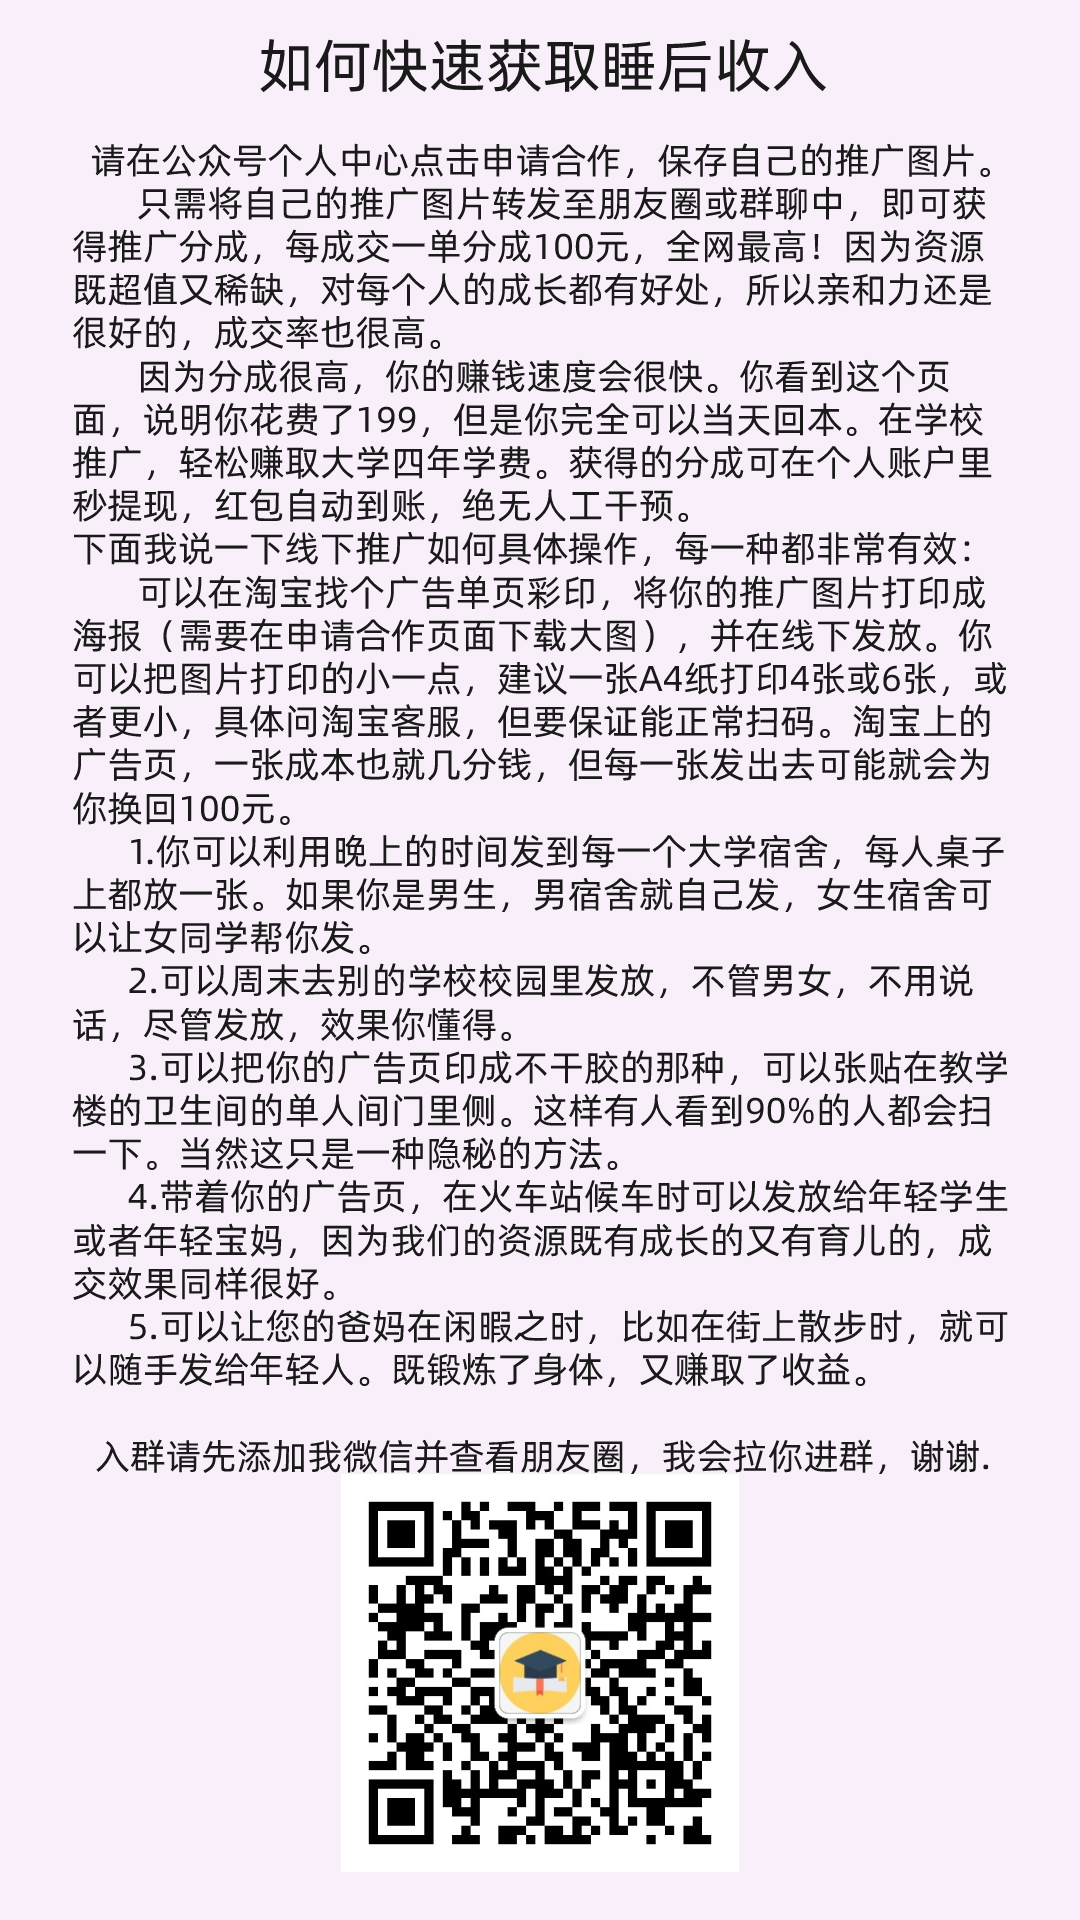 如何快速获取睡后收入
请在公众号个人中心点击申请合作，保存自己的推广图片。
只需将自己的推广图片转发至朋友圈或群聊中，即可获
得推广分成，每成交一单分成100元，全网最高！因为资源
既超值又稀缺，对每个人的成长都有好处，所以亲和力还是
很好的，成交率也很高。
因为分成很高，你的赚钱速度会很快。你看到这个页
面，说明你花费了199，但是你完全可以当天回本。在学校
推广，轻松赚取大学四年学费。获得的分成可在个人账户里
秒提现，红包自动到账，绝无人工干预。
下面我说一下线下推广如何具体操作，每一种都非常有效：
可以在淘宝找个广告单页彩印，将你的推广图片打印成
海报（需要在申请合作页面下载大图），并在线下发放。你
可以把图片打印的小一点，建议一张A4纸打印4张或6张，或
者更小，具体问淘宝客服，但要保证能正常扫码。淘宝上的
广告页，一张成本也就几分钱，但每一张发出去可能就会为
你换回100元。
1.你可以利用晚上的时间发到每一个大学宿舍，每人桌子
上都放一张。如果你是男生，男宿舍就自己发，女生宿舍可
以让女同学帮你发。
2.可以周末去别的学校校园里发放，不管男女，不用说
话，尽管发放，效果你懂得。
3.可以把你的广告页印成不干胶的那种，可以张贴在教学
楼的卫生间的单人间门里侧。这样有人看到90%的人都会扫
一下。当然这只是一种隐秘的方法。
4.带着你的广告页，在火车站候车时可以发放给年轻学生
或者年轻宝妈，因为我们的资源既有成长的又有育儿的，成
交效果同样很好。
5.可以让您的爸妈在闲暇之时，比如在街上散步时，就可
以随手发给年轻人。既锻炼了身体，又赚取了收益。
入群请先添加我微信并查看朋友圈，我会拉你进群，谢谢.